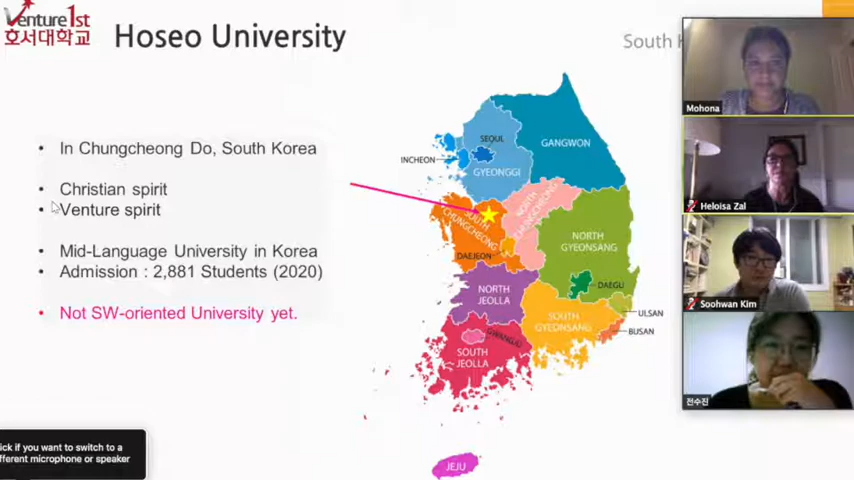 Venture 1st
호서대학교
Hoseo University
South K
• In Chungcheong Do, South Korea
• Christian spirit
• Venture spirit
• Mid-Language University in Korea
• Admission : 2,881 Students (2020)
• Not SW-oriented University yet.
SEOUL
INCHEON
GYEONGGI
GANGWON
SOUTH
CHUNGCHEONG
NORTH
CHUNGCHEONG
DAEJEON
NORTH
GYEONSANG
DAEGU
NORTH
JEOLLA
SOUTH
GYEONSANG
ULSAN
BUSAN
GWANGJU
SOUTH
JEOLLA
JEJU
Mohona
Heloisa Zal
Soohwan Kim
전수진
ick if you want to switch to a
ifferent microphone or speaker